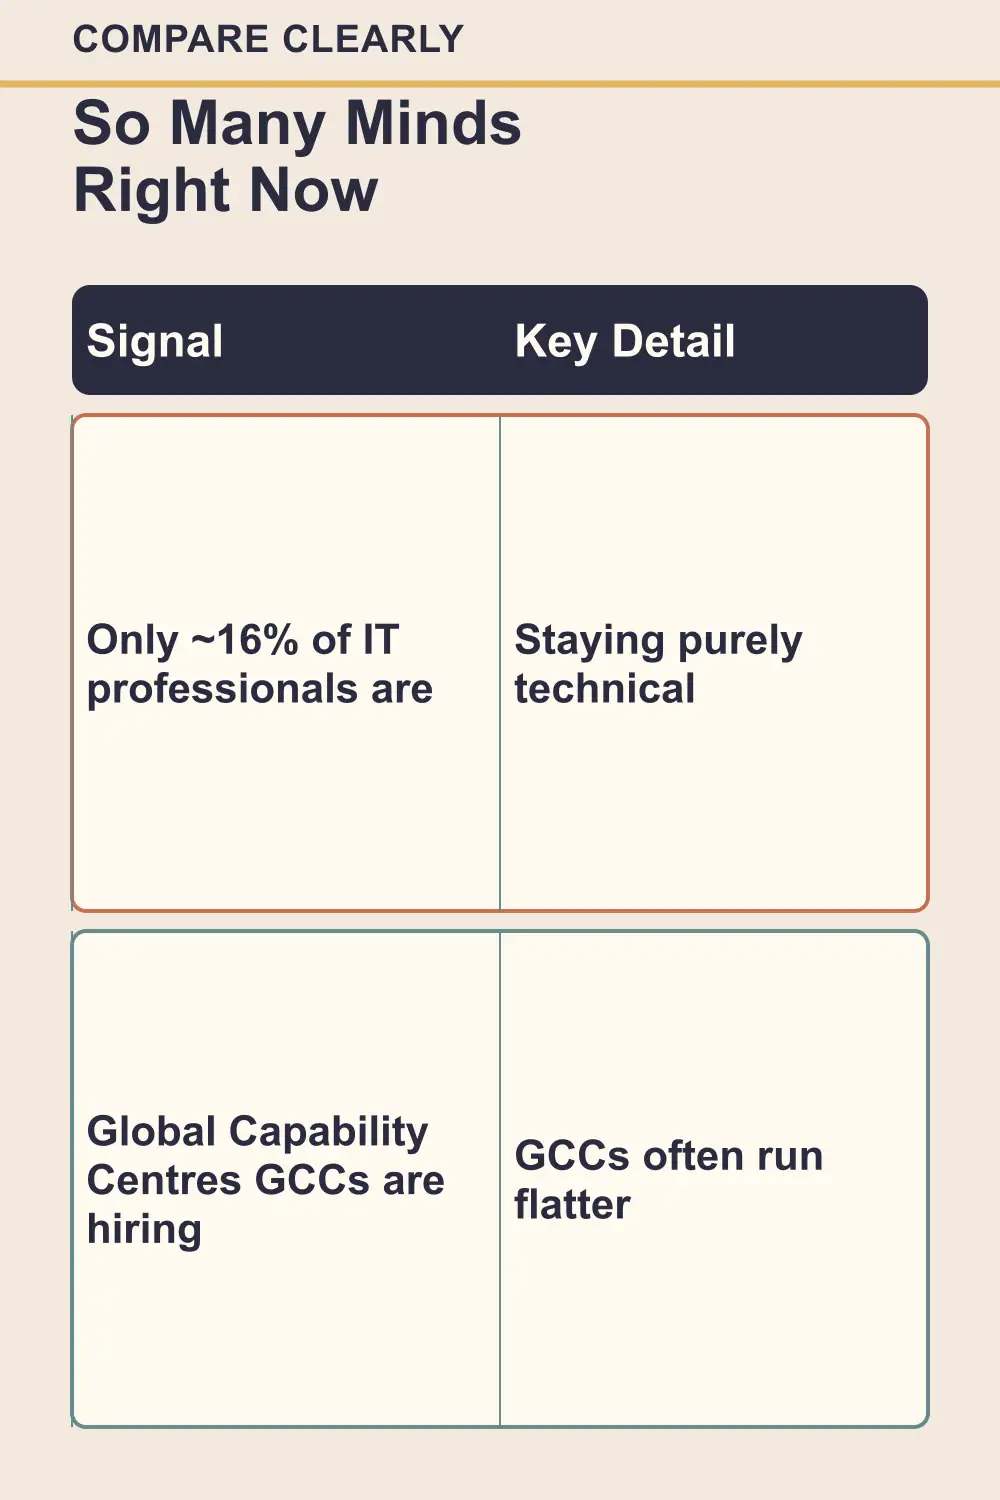 COMPARE CLEARLY
So Many Minds
Right Now
Signal
Key Detail
Only ~16% of IT
professionals are
Staying purely
technical
Global Capability
Centres GCCs are
hiring
GCCs often run
flatter